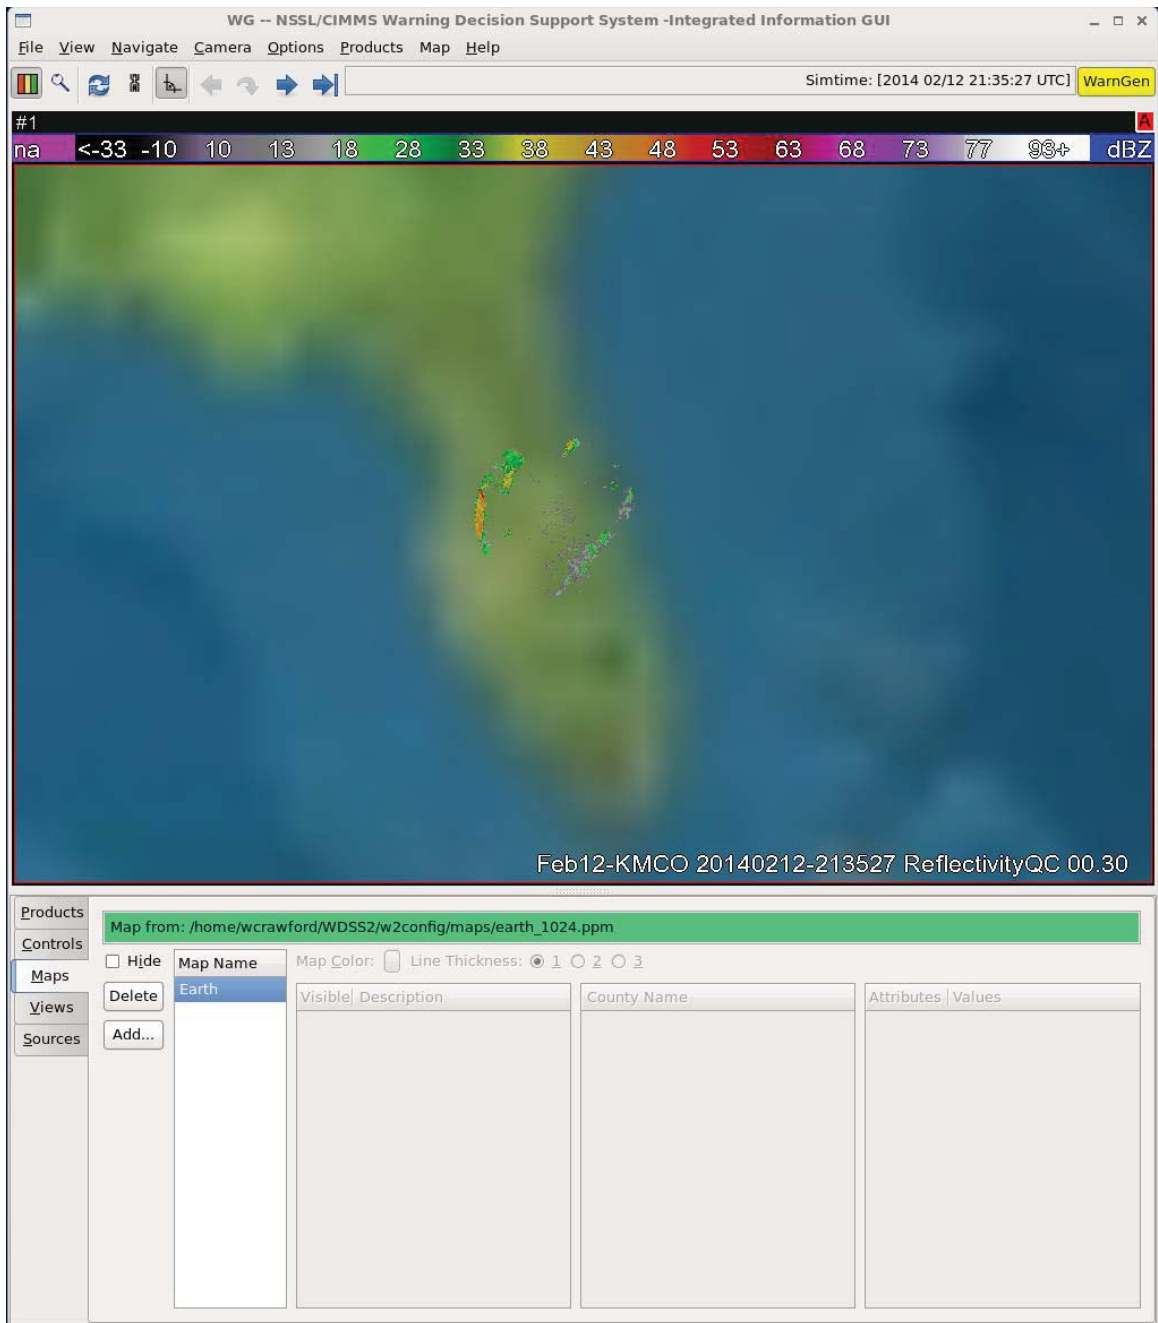 WG -- NSSL/CIMMS Warning Decision Support System -Integrated Information GUI
File View Navigate Camera Options Products Map Help
Simtime: [2014 02/12 21:35:27 UTC] WarnGen
#1 A
na <-33 -10 10 13 18 28 33 38 43 48 53 63 68 73 77 93+ dBZ
Feb12-KMCO 20140212-213527 ReflectivityQC 00.30
Products
Controls
Maps
Views
Sources
Map from: /home/wcrawford/WDSS2/w2config/maps/earth_1024.ppm
Hide Map Name Map Color: Line Thickness: 1 2 3
Delete Earth Visible Description County Name Attributes Values
Add...